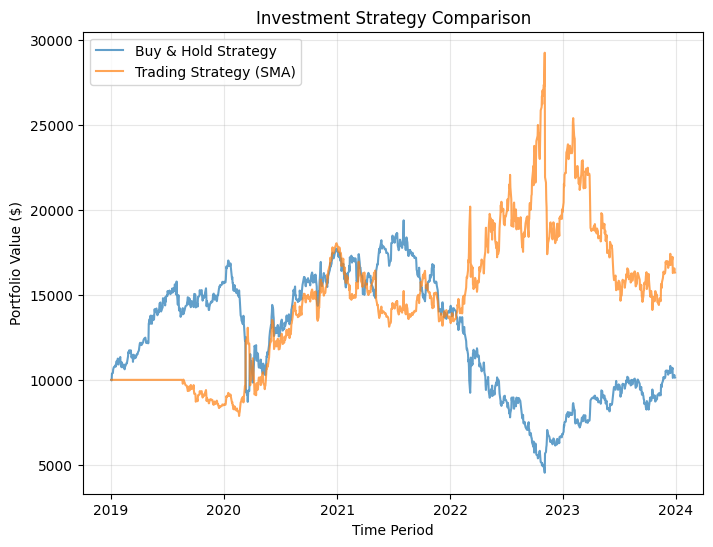 Investment Strategy Comparison
Buy & Hold Strategy
Trading Strategy (SMA)
Portfolio Value ($)
30000
25000
20000
15000
10000
5000
2019
2020
2021
2022
2023
2024
Time Period